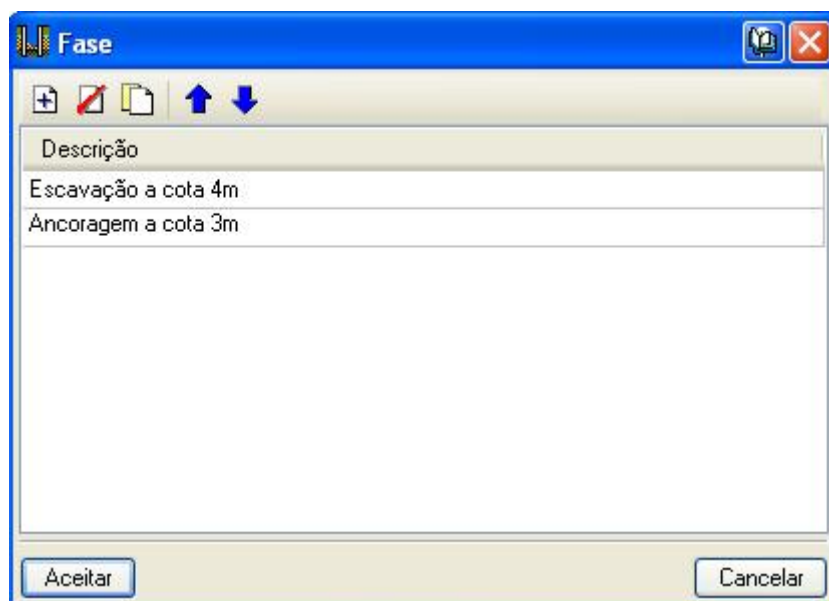 Fase
Descrição
Escavação a cota 4m
Ancoragem a cota 3m
Aceitar
Cancelar